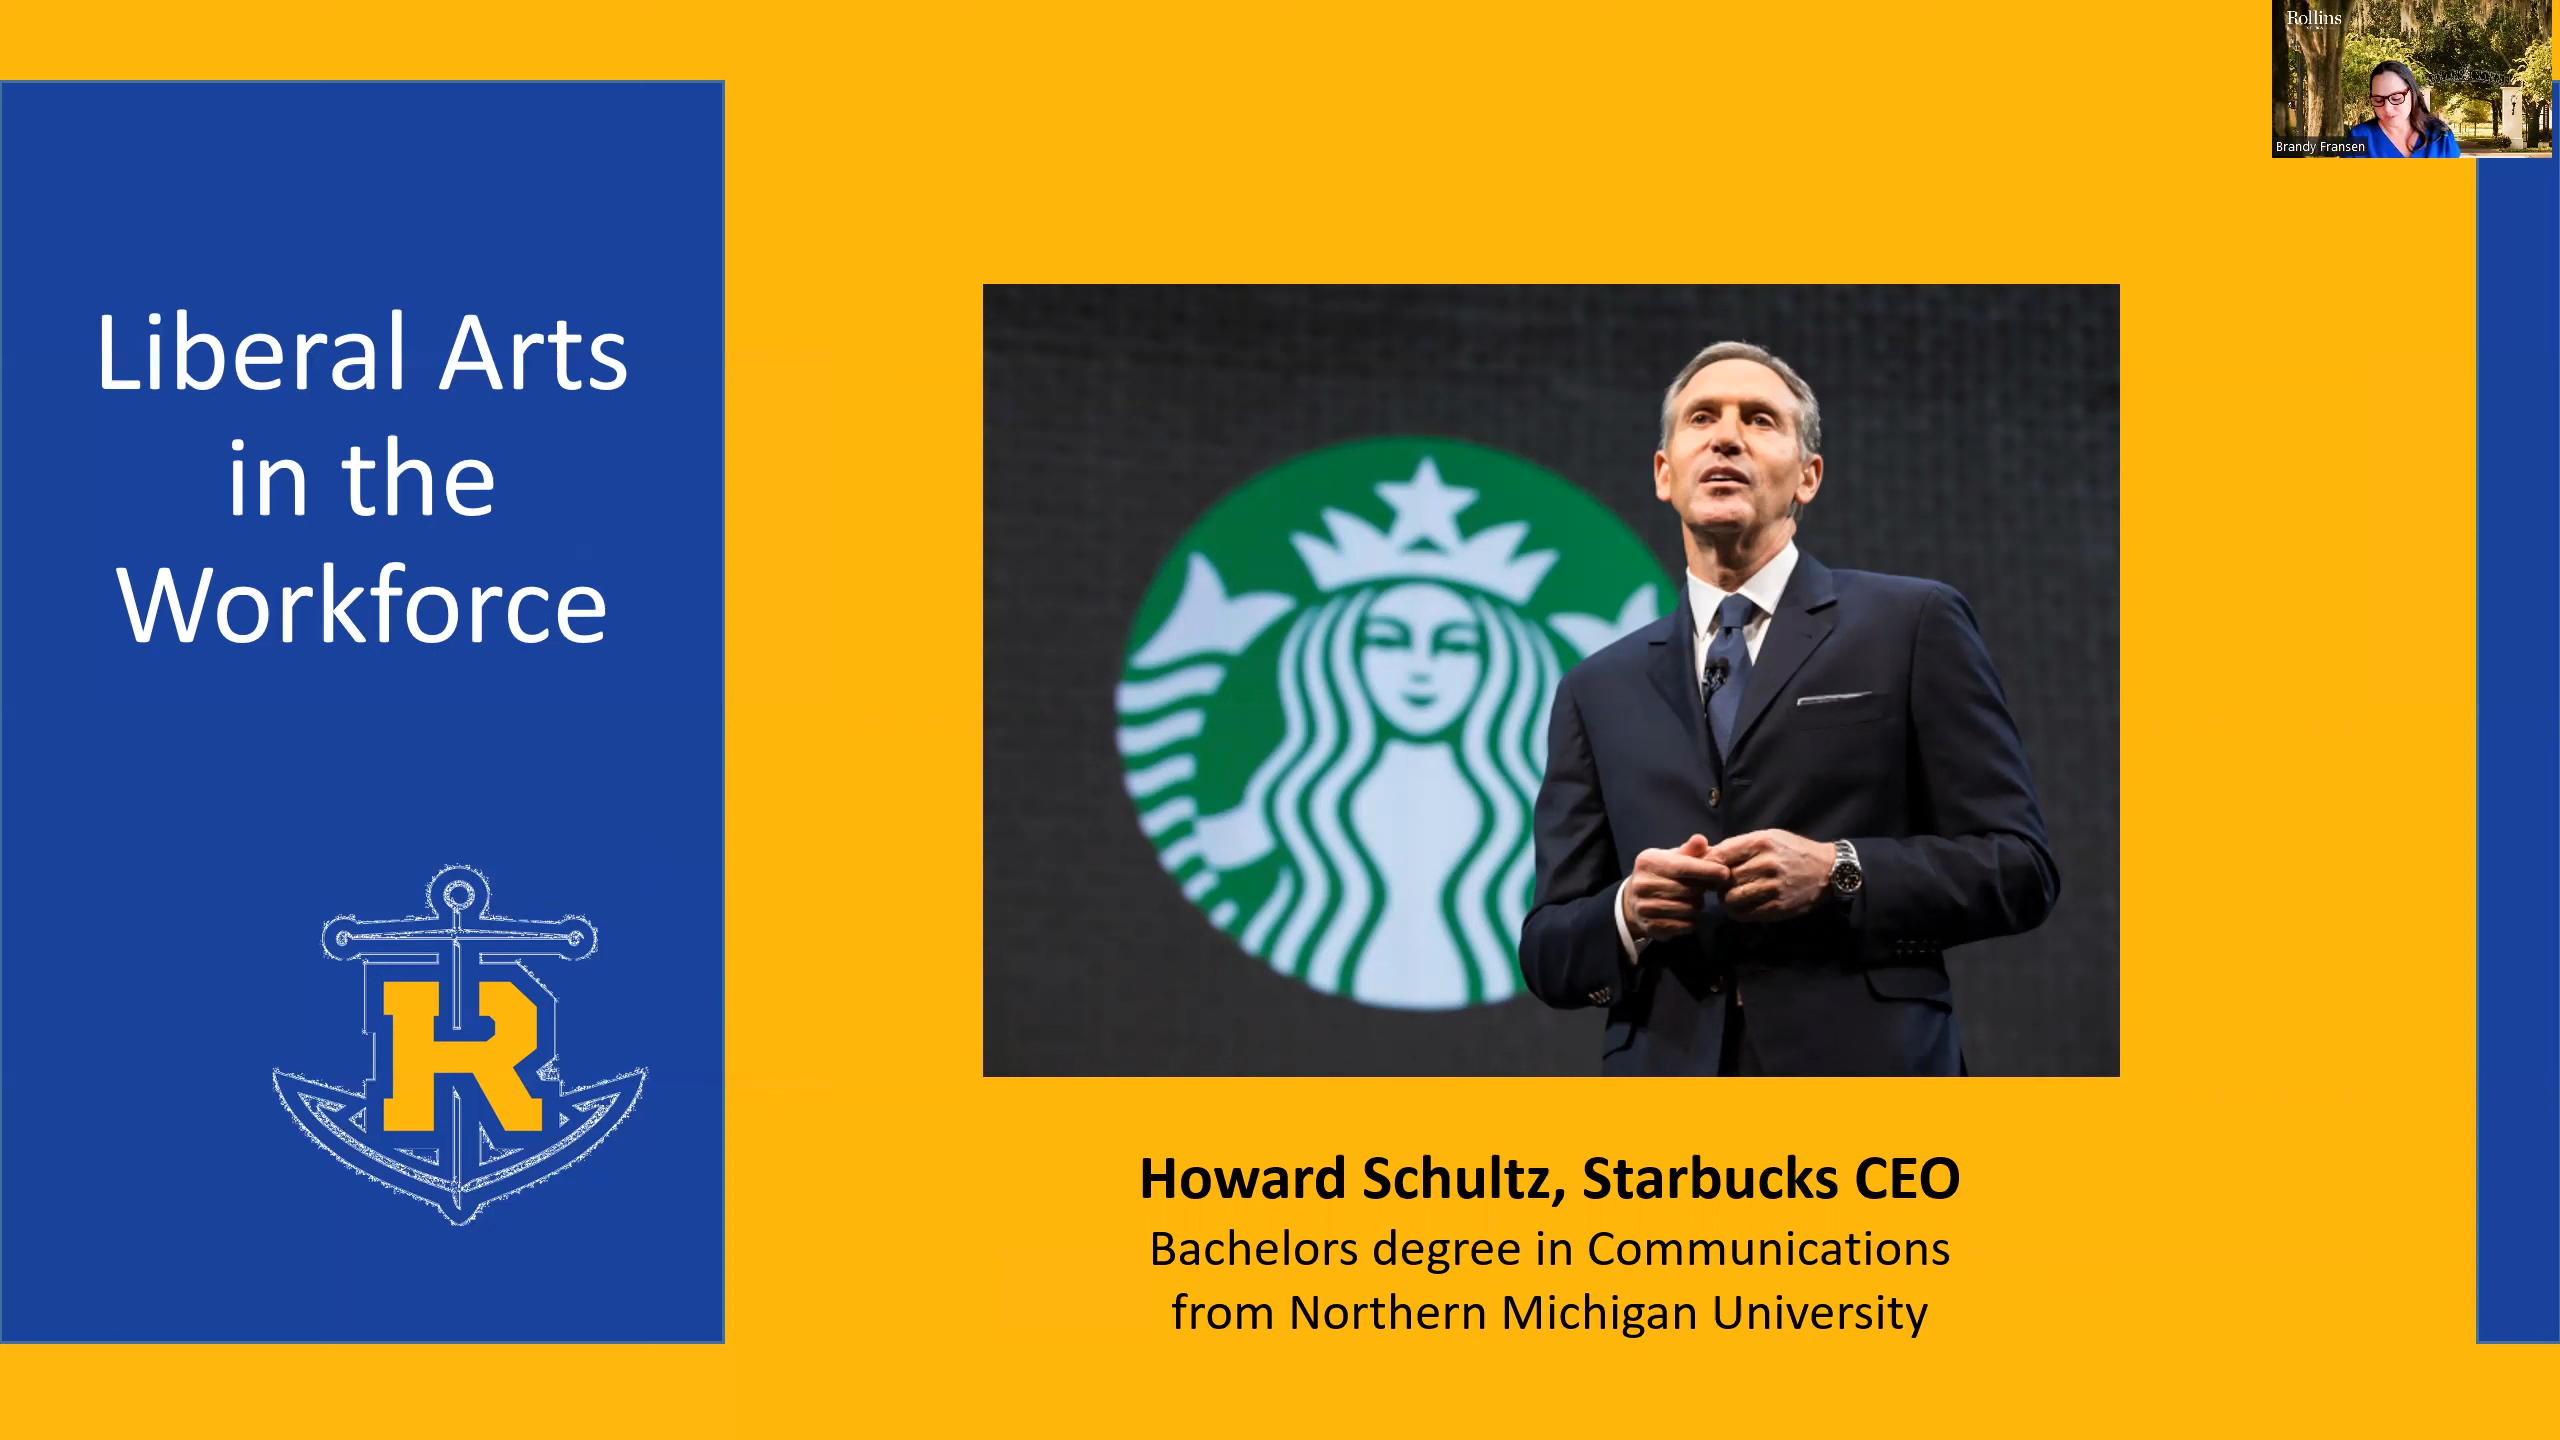 Liberal Arts
in the
Workforce
R
Howard Schultz, Starbucks CEO
Bachelors degree in Communications
from Northern Michigan University
Rollins
Brandy Fransen